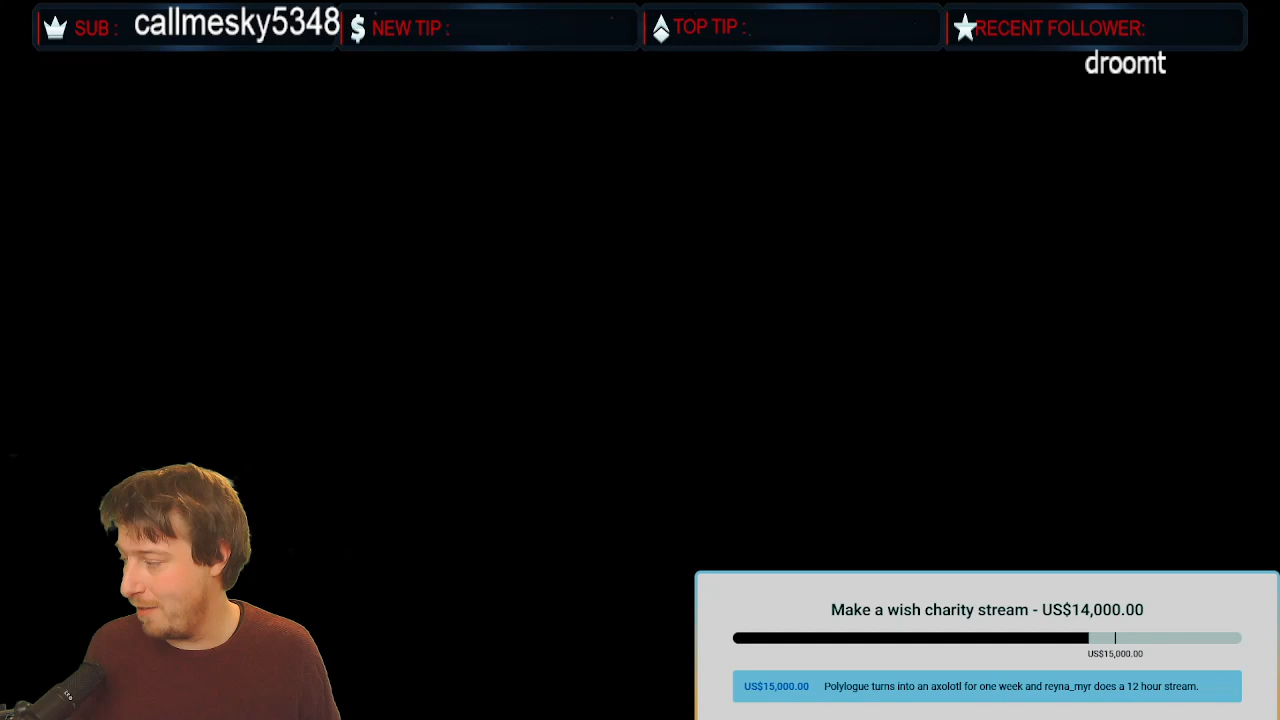 SUB : callmesky5348
$ NEW TIP :
TOP TIP :
RECENT FOLLOWER:
droomt
Make a wish charity stream - US$14,000.00
US$15,000.00
US$15,000.00 Polylogue turns into an axolotl for one week and reyna_myr does a 12 hour stream.